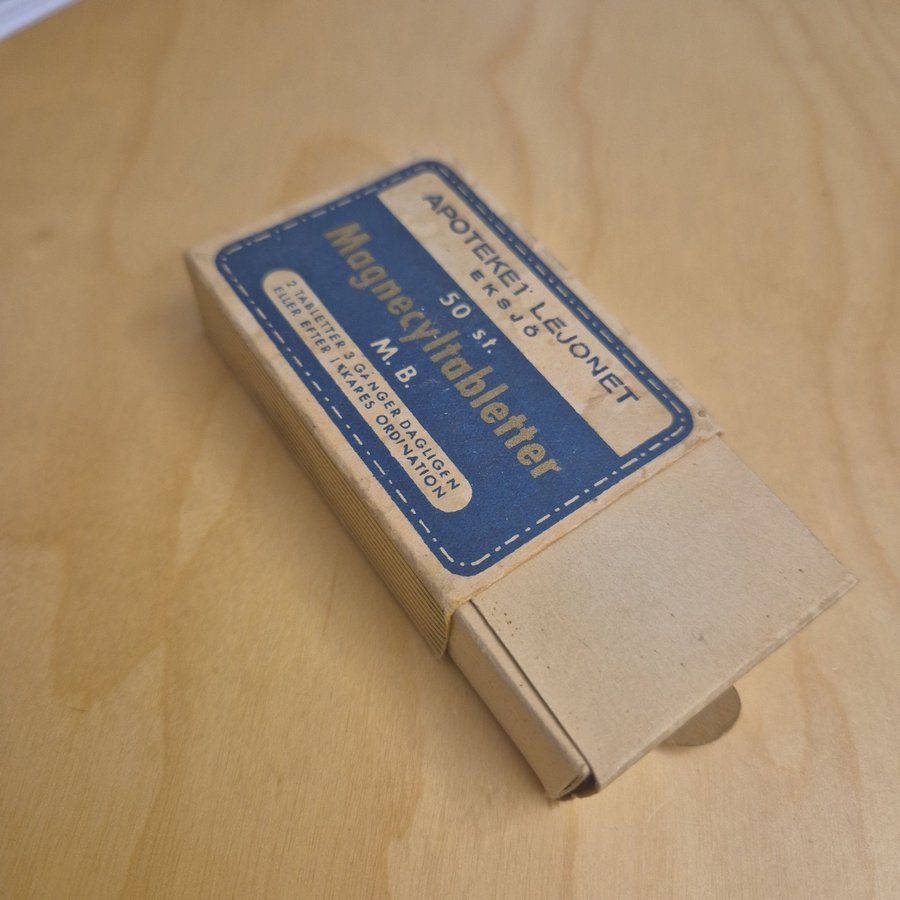 APOTEKET LEJONET
EKSJÖ
50 st.
Magnecyltabletter
M. B.
2 TABLETTER 3 GÅNGER DAGLIGEN
ELLER EFTER LÄKARES ORDINATION